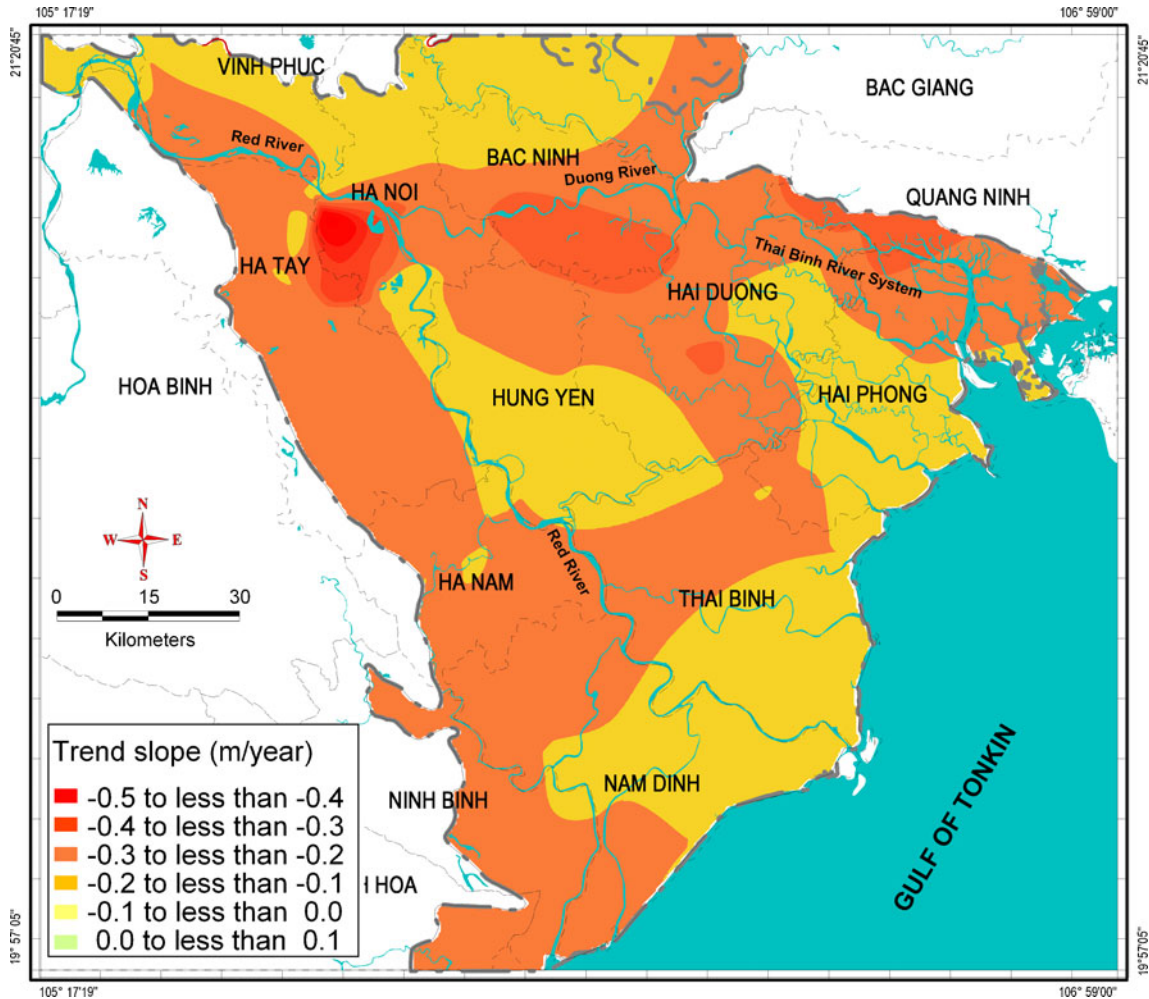 105° 17'19"
106° 59'00"
21° 20'45"
21° 20'45"
VINH PHUC
BAC GIANG
Red River
BAC NINH
Duong River
HA NOI
QUANG NINH
Thai Binh River System
HA TAY
HAI DUONG
HOA BINH
HUNG YEN
HAI PHONG
N
W E
S
Red River
HA NAM
THAI BINH
0 15 30
Kilometers
GULF OF TONKIN
NAM DINH
NINH BINH
H HOA
Trend slope (m/year)
-0.5 to less than -0.4
-0.4 to less than -0.3
-0.3 to less than -0.2
-0.2 to less than -0.1
-0.1 to less than 0.0
0.0 to less than 0.1
19° 57'05"
19° 57'05"
105° 17'19"
106° 59'00"